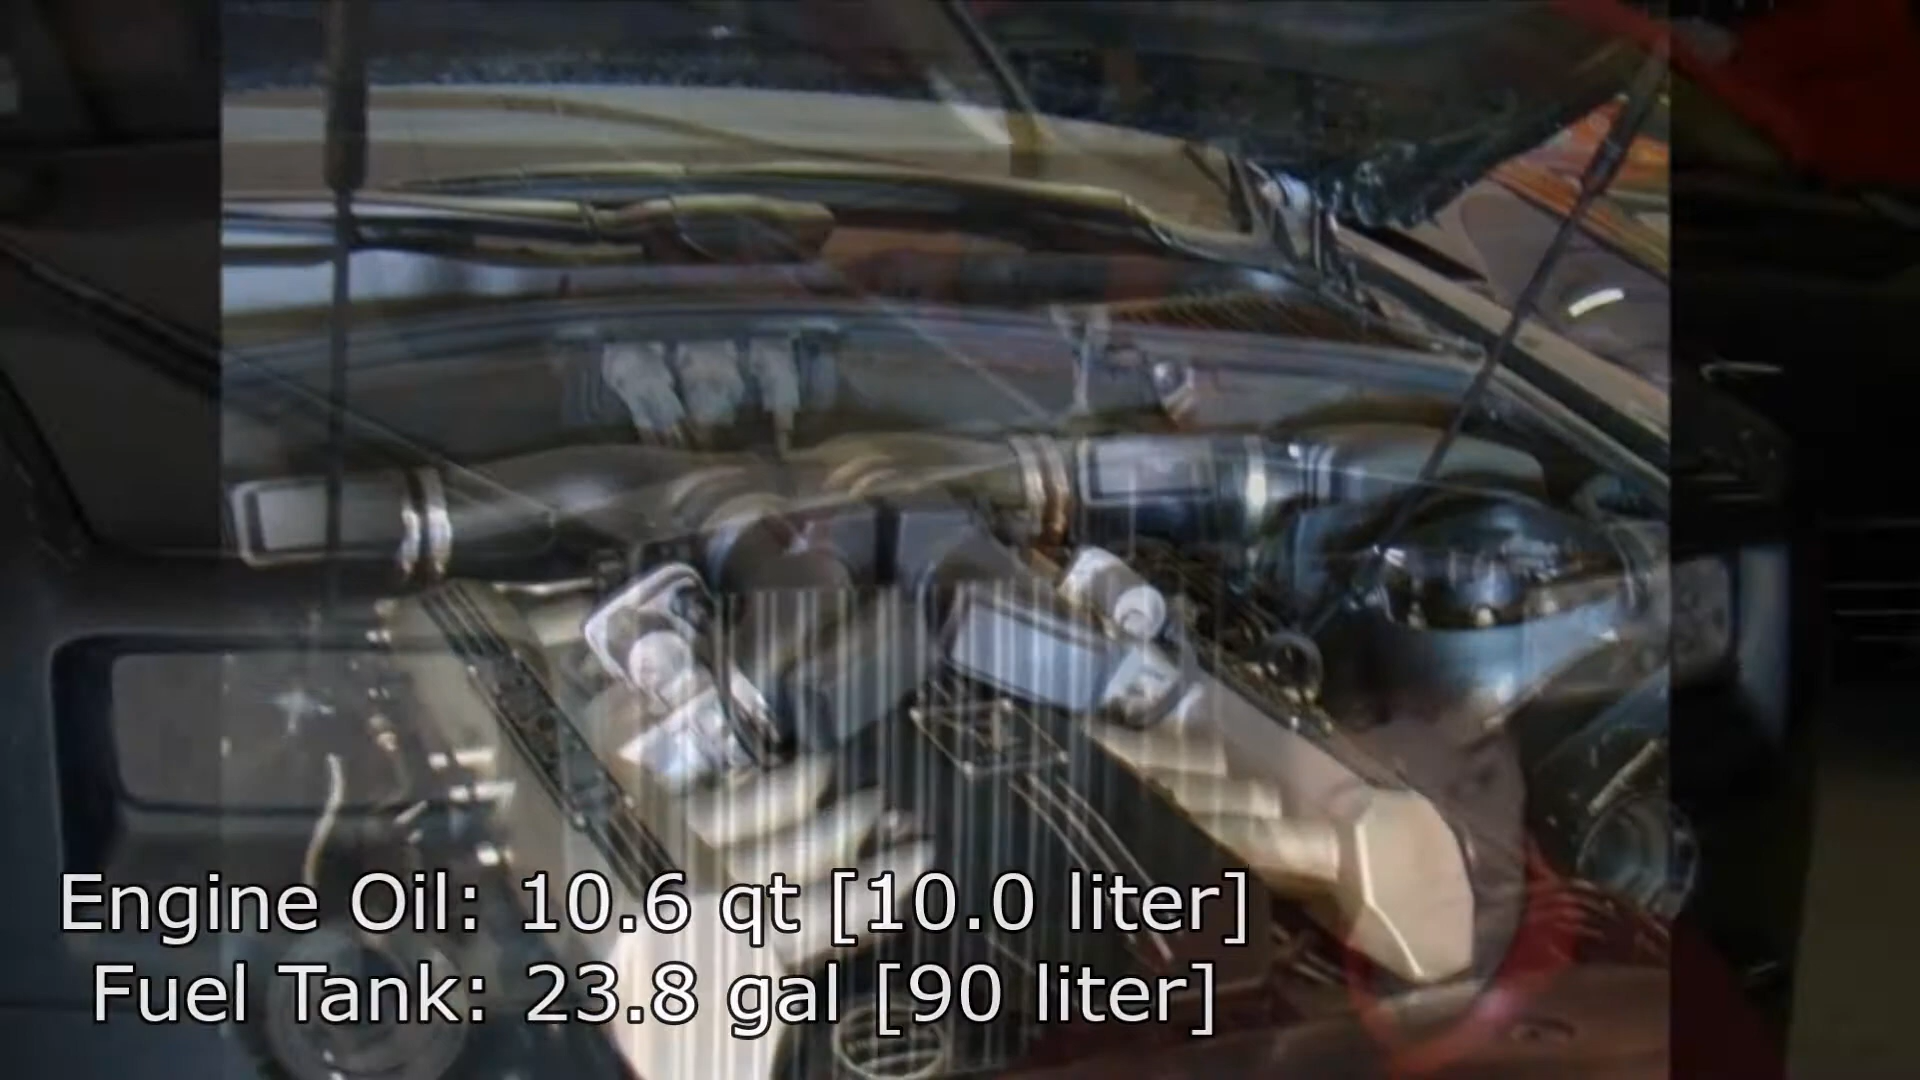 Engine Oil: 10.6 qt [10.0 liter]
Fuel Tank: 23.8 gal [90 liter]